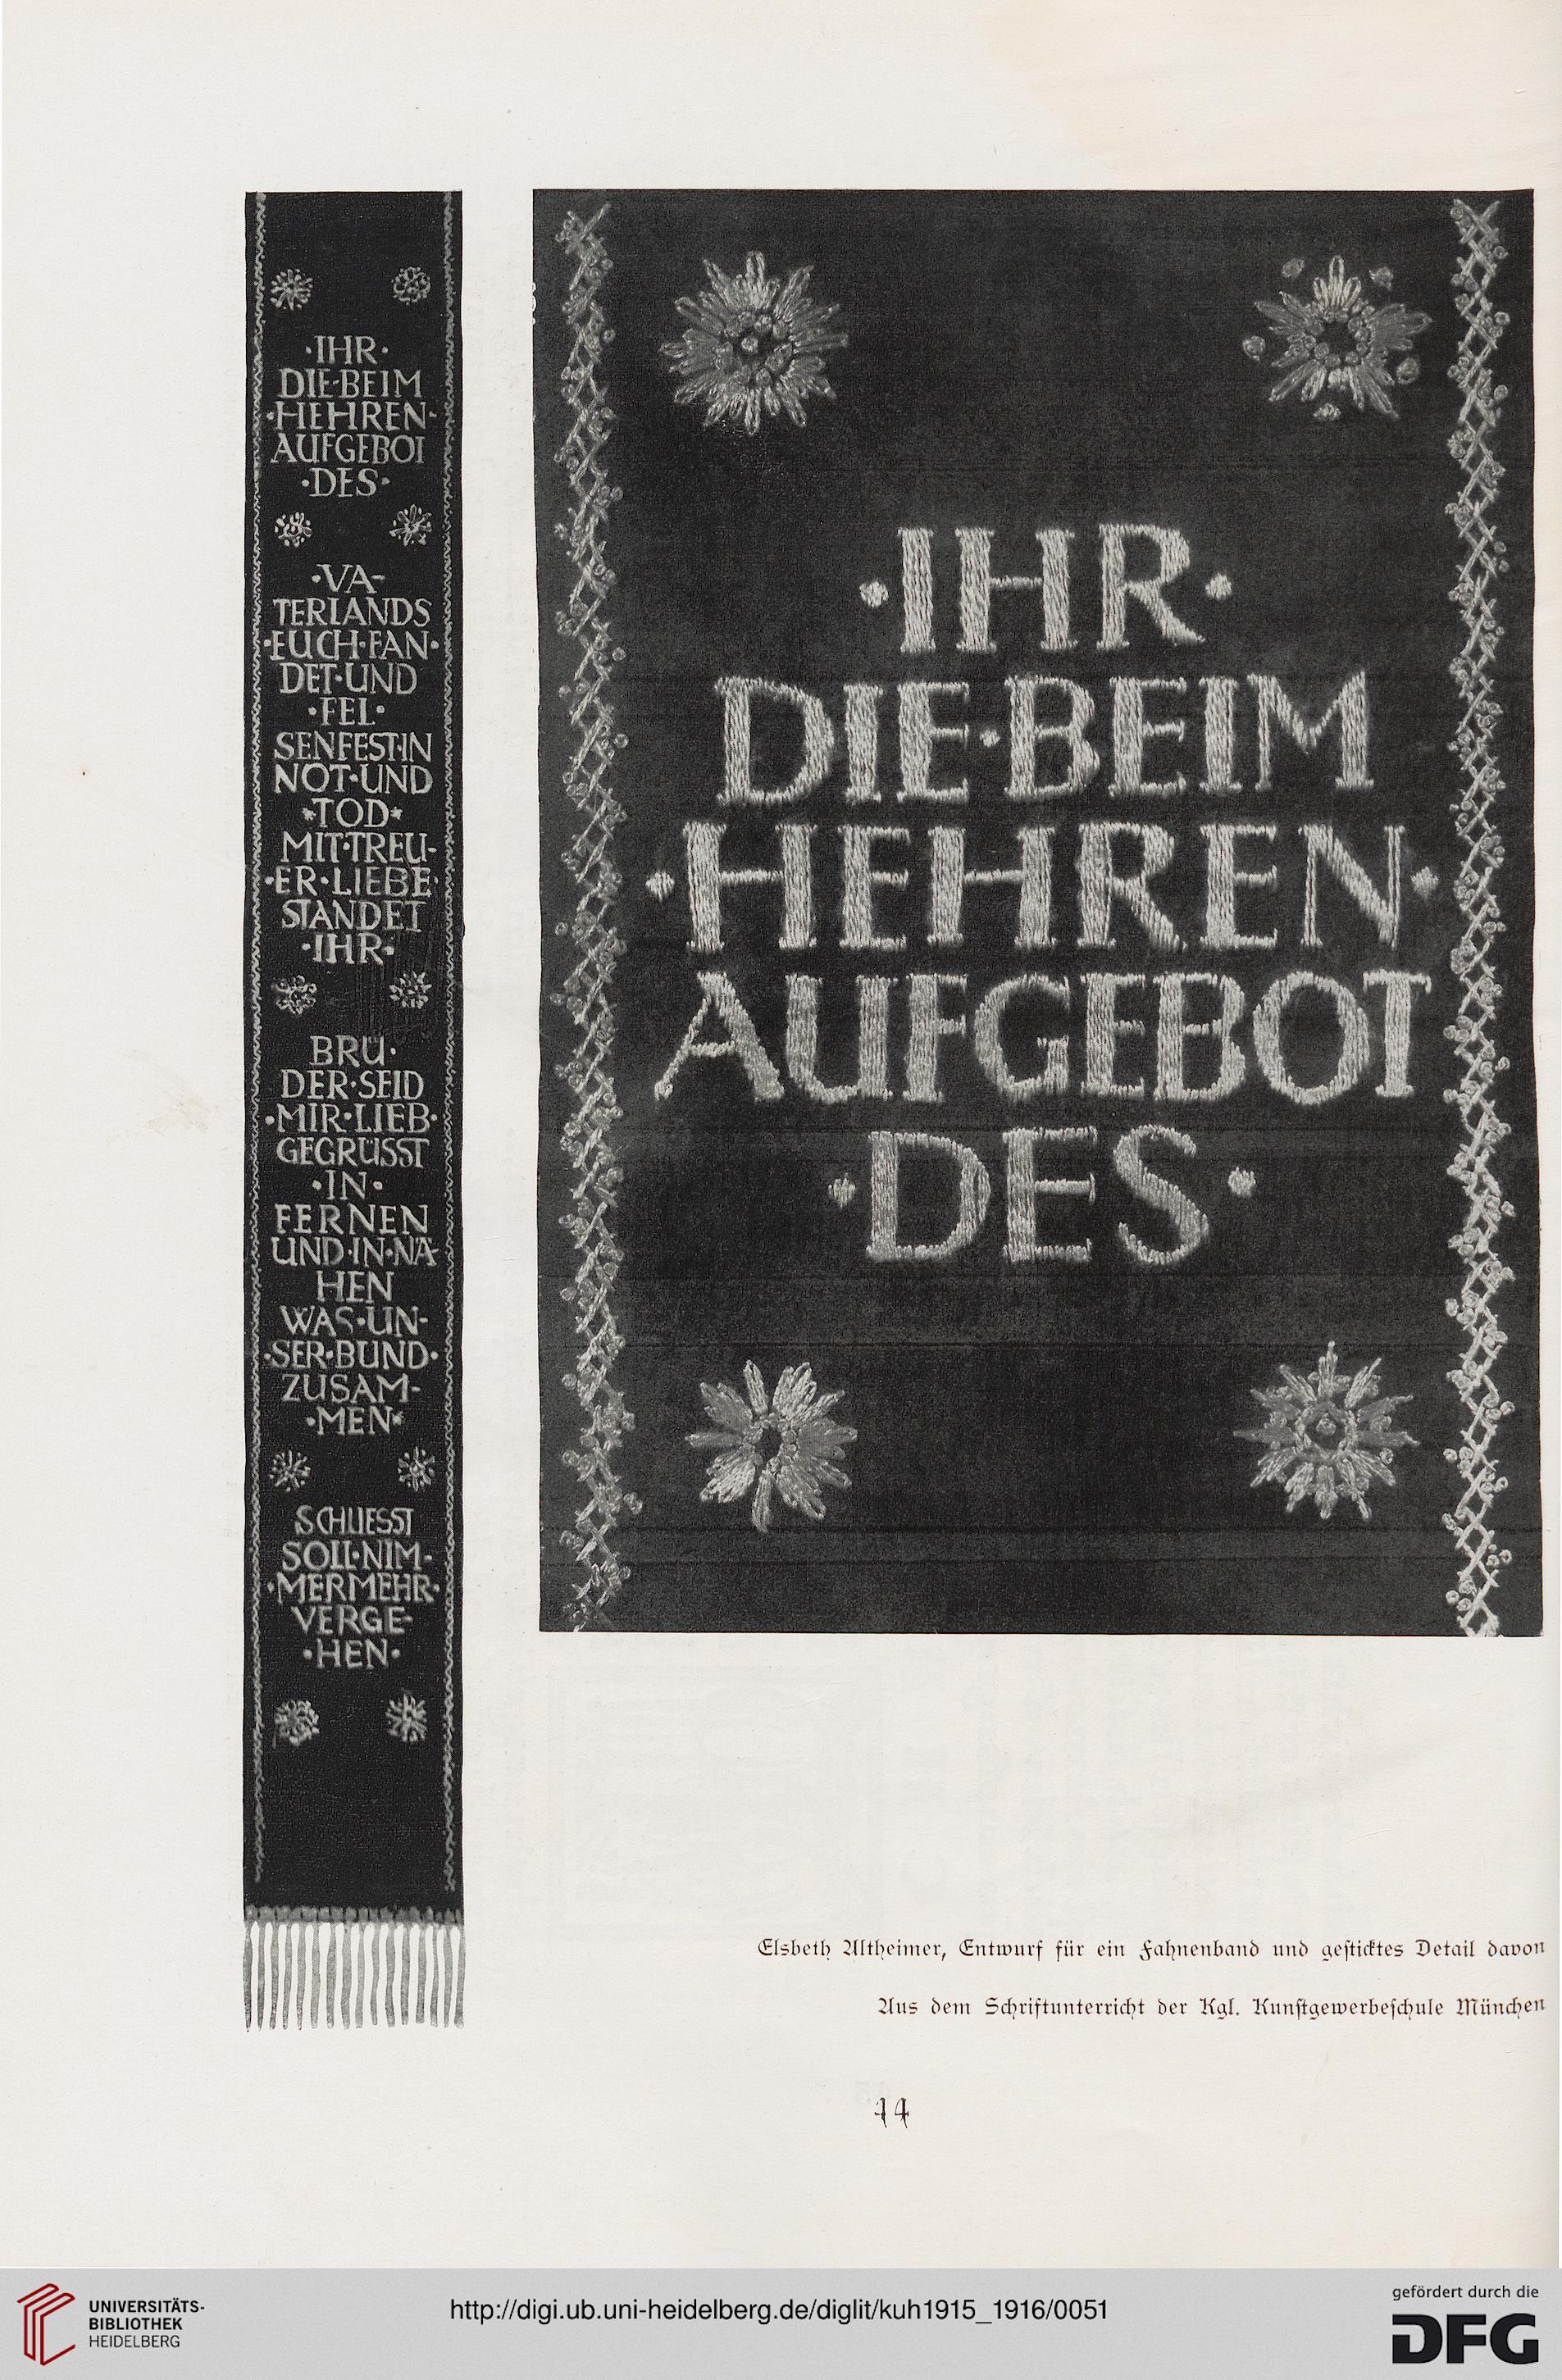 ·IHR·
DIE·BEIM
·HEHREN·
AUFGEBOT
·DES·
·VA-
TERLANDS
·EUCH·FAN·
DET·UND
·FEL·
SENFEST·IN
NOT·UND
·TOD·
MIT·TREU-
·ER·LIEBE·
STANDET
·IHR·
BRÜ·
DER·SEID
·MIR·LIEB·
GEGRÜSST
·IN·
FERNEN
UND·IN·NÄ-
HEN
WAS·UN-
·SER·BUND·
ZUSAM-
·MEN·
SCHLIESST
SOLL·NIM-
·MERMEHR·
VERGE-
·HEN·
·IHR·
DIE·BEIM
·HEHREN·
AUFGEBOT
·DES·
Elsbeth Altheimer, Entwurf für ein Fahnenband und gesticktes Detail davon
Aus dem Schriftunterricht der Kgl. Kunstgewerbeschule München
44
UNIVERSITÄTS-
BIBLIOTHEK
HEIDELBERG
http://digi.ub.uni-heidelberg.de/diglit/kuh1915_1916/0051
gefördert durch die
DFG